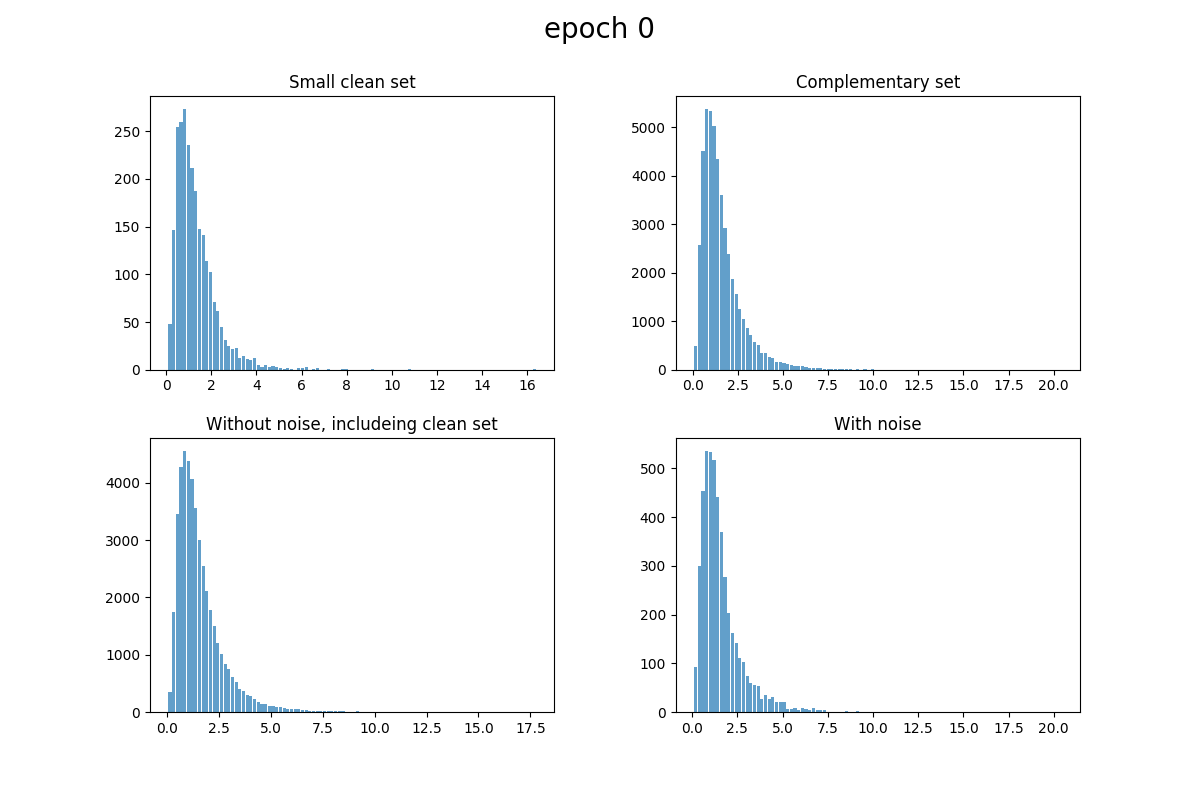 epoch 0
Small clean set
250
200
150
100
50
0
0 2 4 6 8 10 12 14 16
Complementary set
5000
4000
3000
2000
1000
0
0.0 2.5 5.0 7.5 10.0 12.5 15.0 17.5 20.0
Without noise, includeing clean set
4000
3000
2000
1000
0
0.0 2.5 5.0 7.5 10.0 12.5 15.0 17.5
With noise
500
400
300
200
100
0
0.0 2.5 5.0 7.5 10.0 12.5 15.0 17.5 20.0